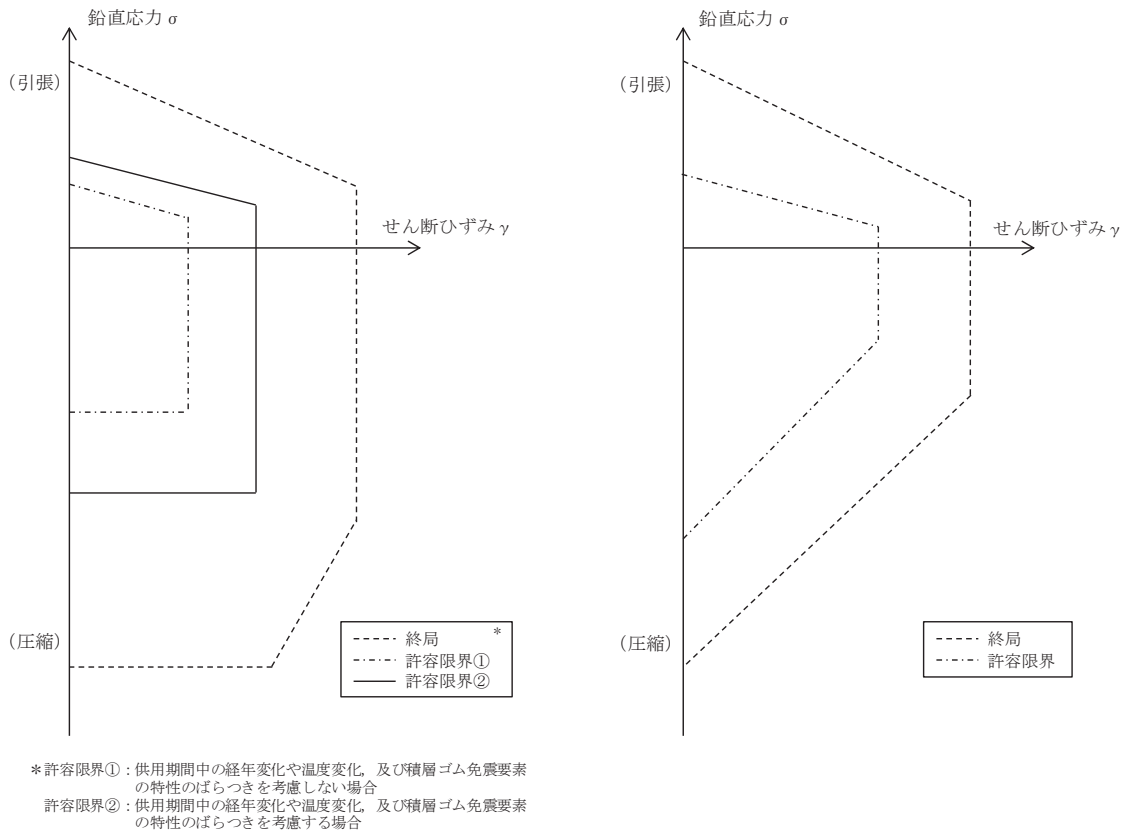 鉛直応力 σ
(引張)
せん断ひずみ γ
(圧縮)
終局 *
許容限界①
許容限界②
*許容限界①：供用期間中の経年変化や温度変化，及び積層ゴム免震要素
の特性のばらつきを考慮しない場合
許容限界②：供用期間中の経年変化や温度変化，及び積層ゴム免震要素
の特性のばらつきを考慮する場合
鉛直応力 σ
(引張)
せん断ひずみ γ
(圧縮)
終局
許容限界